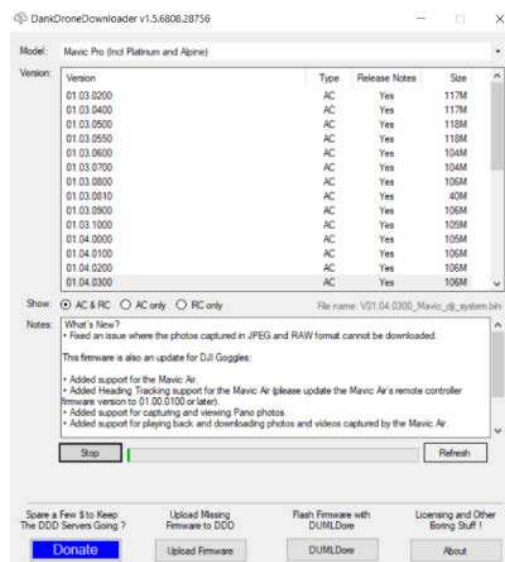 DankDroneDownloader v1.5.6808.28756
Model: Mavic Pro (Incl Platinum and Alpine)
Version: Version Type Release Notes Size
01.03.0200 AC Yes 117M
01.03.0400 AC Yes 117M
01.03.0500 AC Yes 118M
01.03.0550 AC Yes 118M
01.03.0600 AC Yes 104M
01.03.0700 AC Yes 104M
01.03.0800 AC Yes 106M
01.03.0810 AC Yes 40M
01.03.0900 AC Yes 106M
01.03.1000 AC Yes 105M
01.04.0000 AC Yes 105M
01.04.0100 AC Yes 106M
01.04.0200 AC Yes 106M
01.04.0300 AC Yes 106M
Show: AC & RC AC only RC only File name: V01.04.0300_Mavic_dji_system.bin
Notes: What's New?
• Fixed an issue where the photos captured in JPEG and RAW format cannot be downloaded.
This firmware is also an update for DJI Goggles:
• Added support for the Mavic Air.
• Added Heading Tracking support for the Mavic Air (please update the Mavic Air's remote controller
firmware version to 01.00.0100 or later).
• Added support for capturing and viewing Pano photos.
• Added support for playing back and downloading photos and videos captured by the Mavic Air
Stop Refresh
Spare a Few $ to Keep
The DDD Servers Going ?
Donate
Upload Missing
Firmware to DDD
Upload Firmware
Flash Firmware with
DUMLDore
DUMLDore
Licensing and Other
Boring Stuff !
About